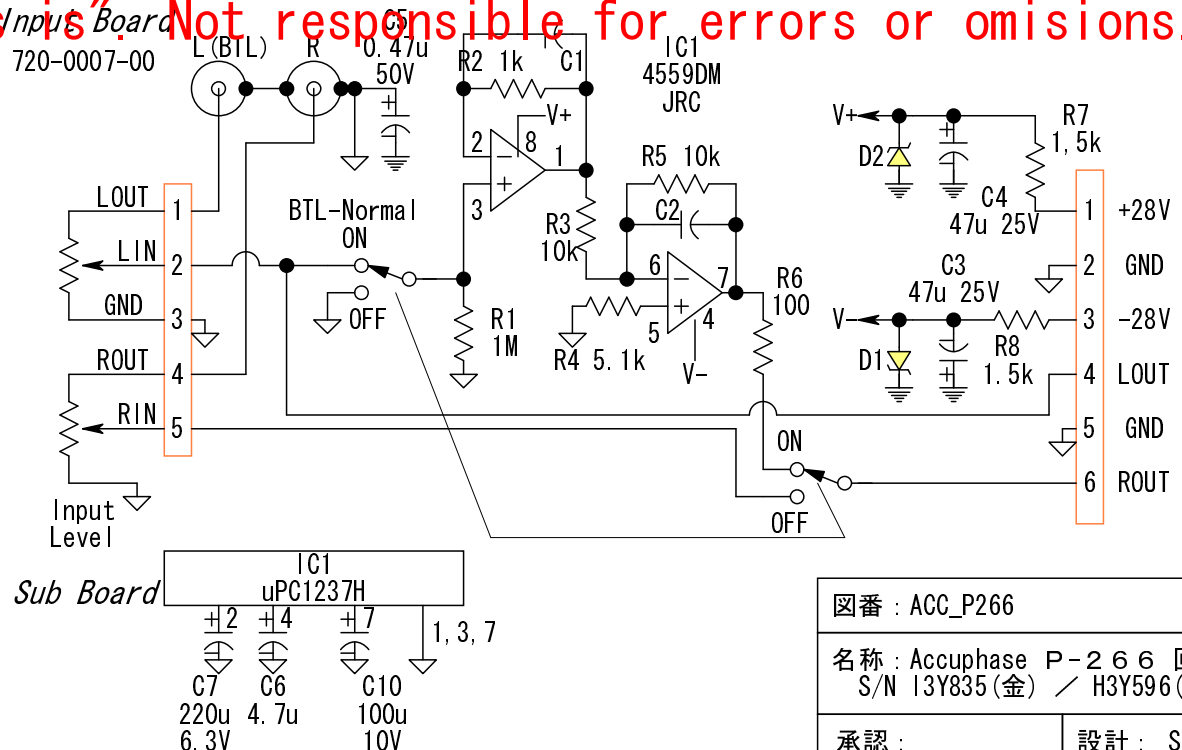 is". Not responsible for errors or omisions.
Input Board
720-0007-00
L(BTL)
R
C5
0.47u
50V
R2 1k
C1
IC1
4559DM
JRC
V+
2
8
1
3
R5 10k
C2
R3
10k
6
7
5
4
V-
R4 5.1k
R6
100
R1
1M
BTL-Normal
ON
OFF
LOUT
1
LIN
2
GND
3
ROUT
4
RIN
5
Input
Level
V+
D2
C4
47u 25V
R7
1,5k
C3
47u 25V
V-
D1
R8
1.5k
1
+28V
2
GND
3
-28V
4
LOUT
5
GND
6
ROUT
ON
OFF
Sub Board
IC1
uPC1237H
+2
+4
+7
1,3,7
C7
220u
6.3V
C6
4.7u
C10
100u
10V
図番：ACC_P266
名称：Accuphase Ｐ-２６６
S/N I3Y835(金) ／ H3Y596(
承認：
設計： S